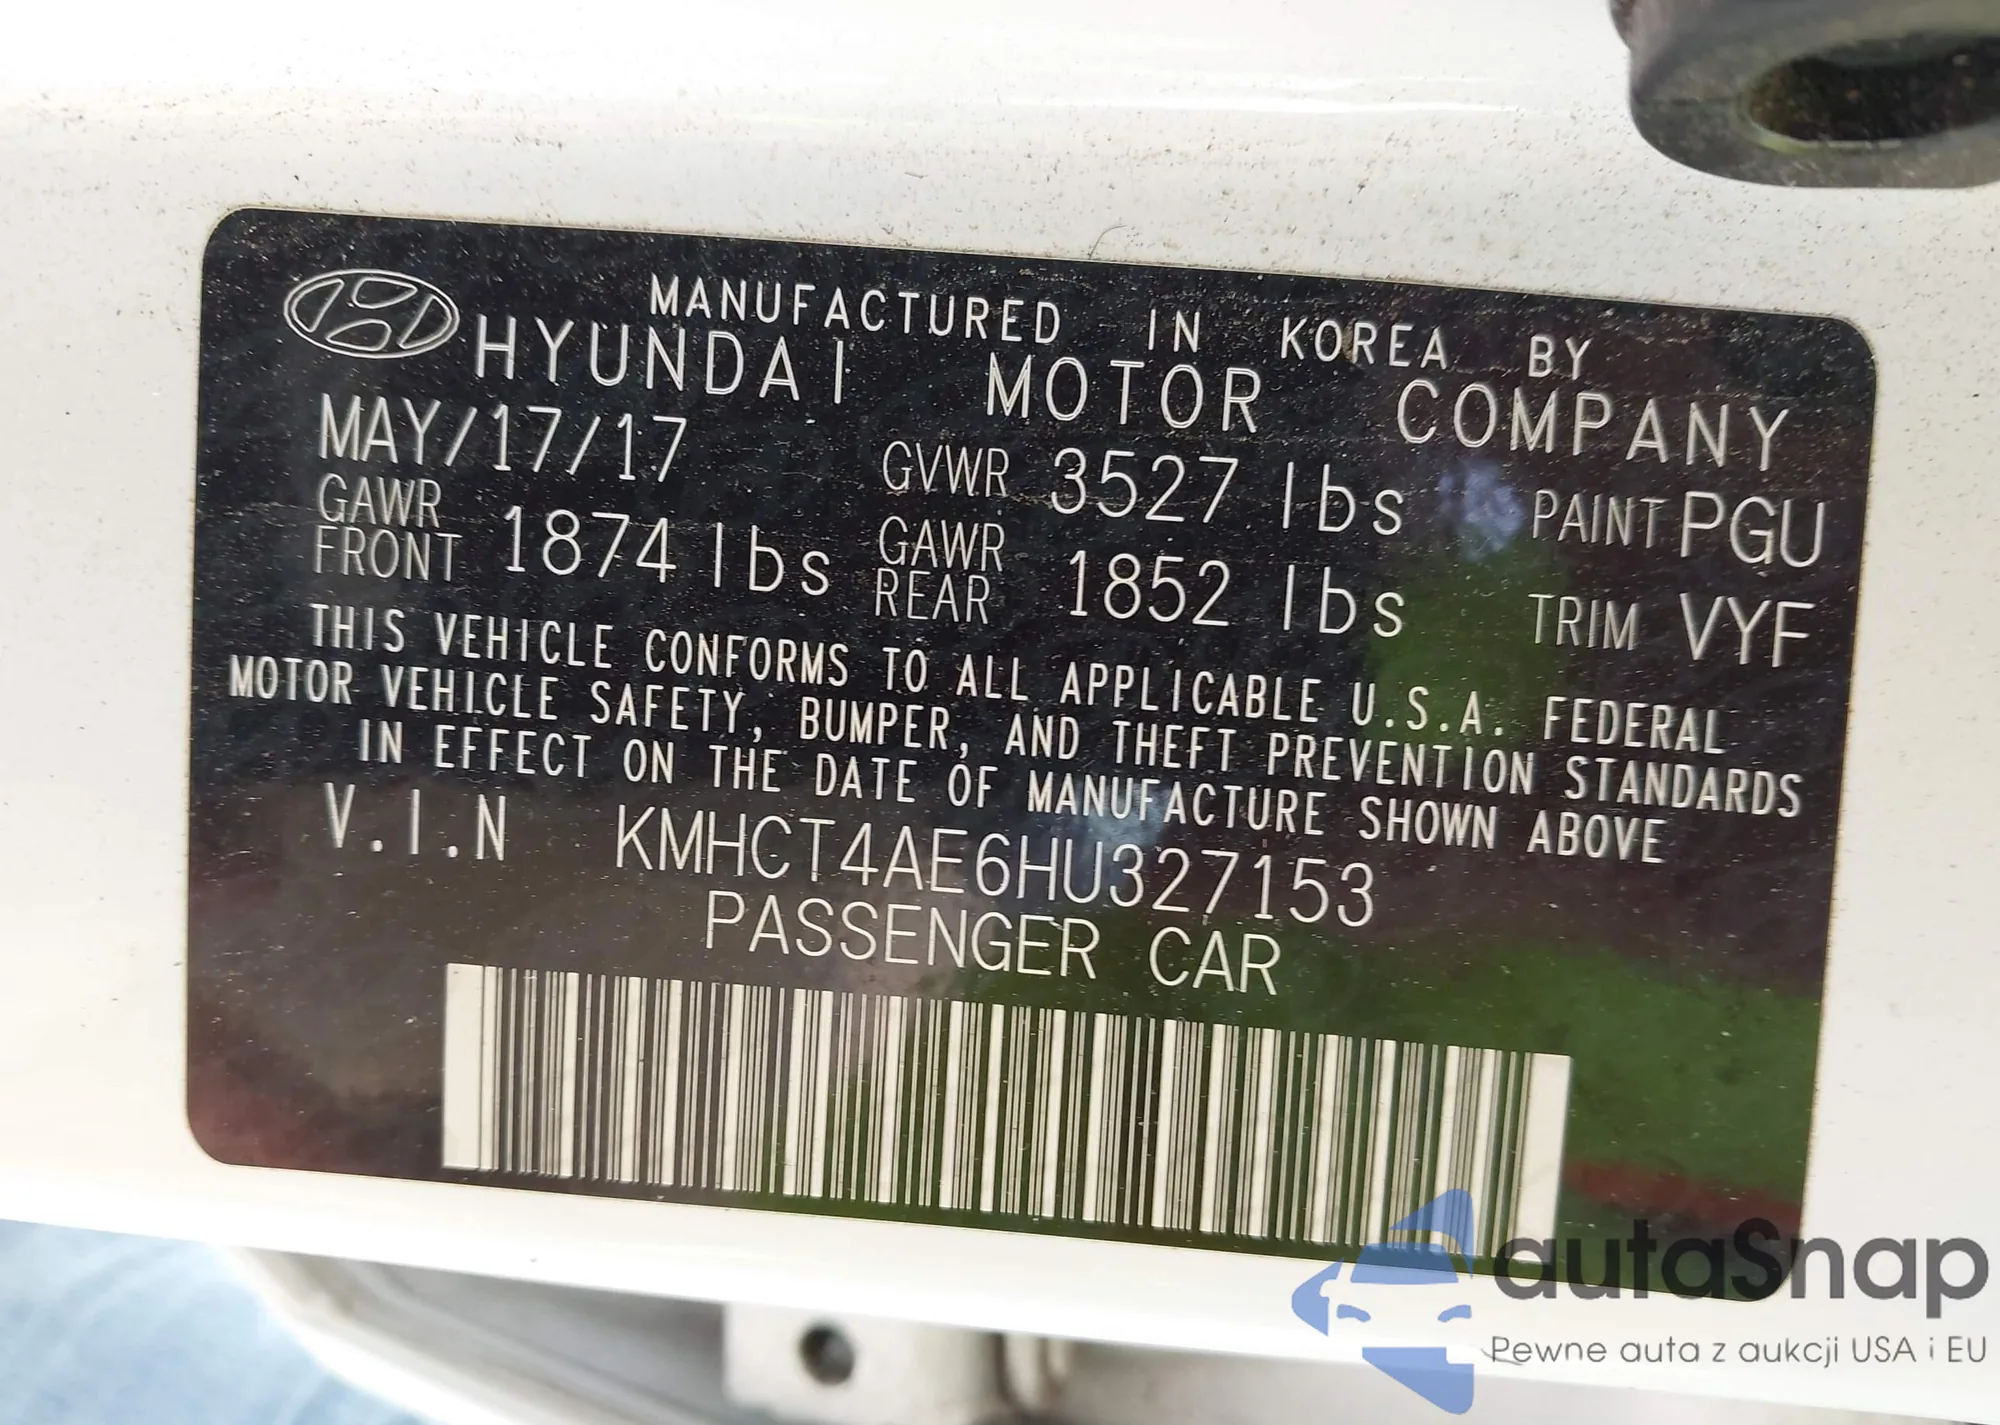 MANUFACTURED IN KOREA BY
HYUNDAI MOTOR COMPANY
MAY/17/17 GVWR 3527 lbs PAINT PGU
GAWR FRONT 1874 lbs GAWR REAR 1852 lbs TRIM VYF
THIS VEHICLE CONFORMS TO ALL APPLICABLE U.S.A. FEDERAL
MOTOR VEHICLE SAFETY, BUMPER, AND THEFT PREVENTION STANDARDS
IN EFFECT ON THE DATE OF MANUFACTURE SHOWN ABOVE
V.I.N KMHCT4AE6HU327153
PASSENGER CAR
autaSnap
Pewne auta z aukcji USA i EU